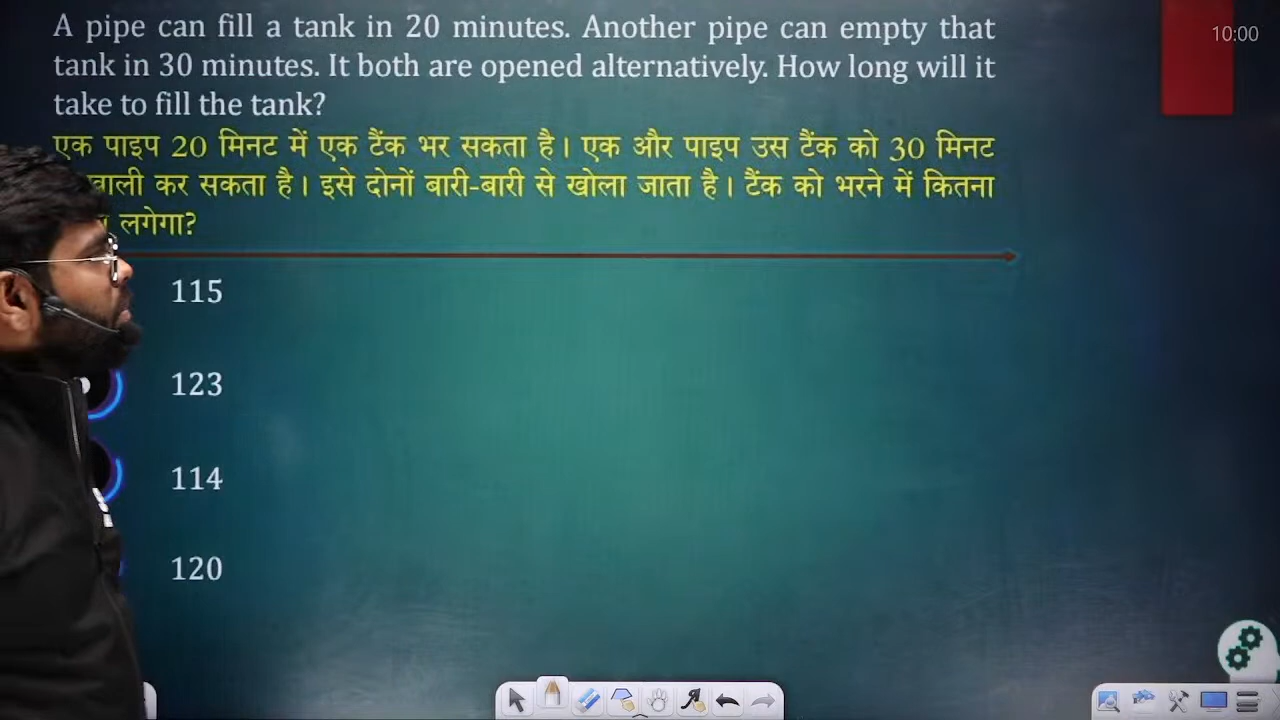 A pipe can fill a tank in 20 minutes. Another pipe can empty that
tank in 30 minutes. It both are opened alternatively. How long will it
take to fill the tank?
एक पाइप 20 मिनट में एक टैंक भर सकता है। एक और पाइप उस टैंक को 30 मिनट
कर सकता है। इसे दोनों बारी-बारी से खोला जाता है। टैंक को भरने में कितना
लगेगा?
115
123
114
120
10:00